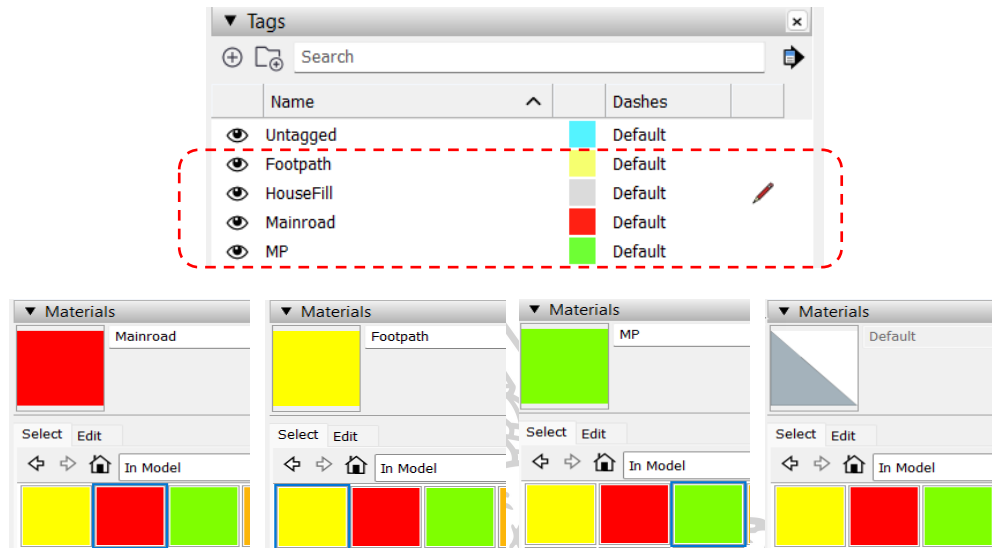 Tags
Search
Name Dashes
Untagged Default
Footpath Default
HouseFill Default
Mainroad Default
MP Default
Materials
Mainroad
Select Edit
In Model
Materials
Footpath
Select Edit
In Model
Materials
MP
Select Edit
In Model
Materials
Default
Select Edit
In Model